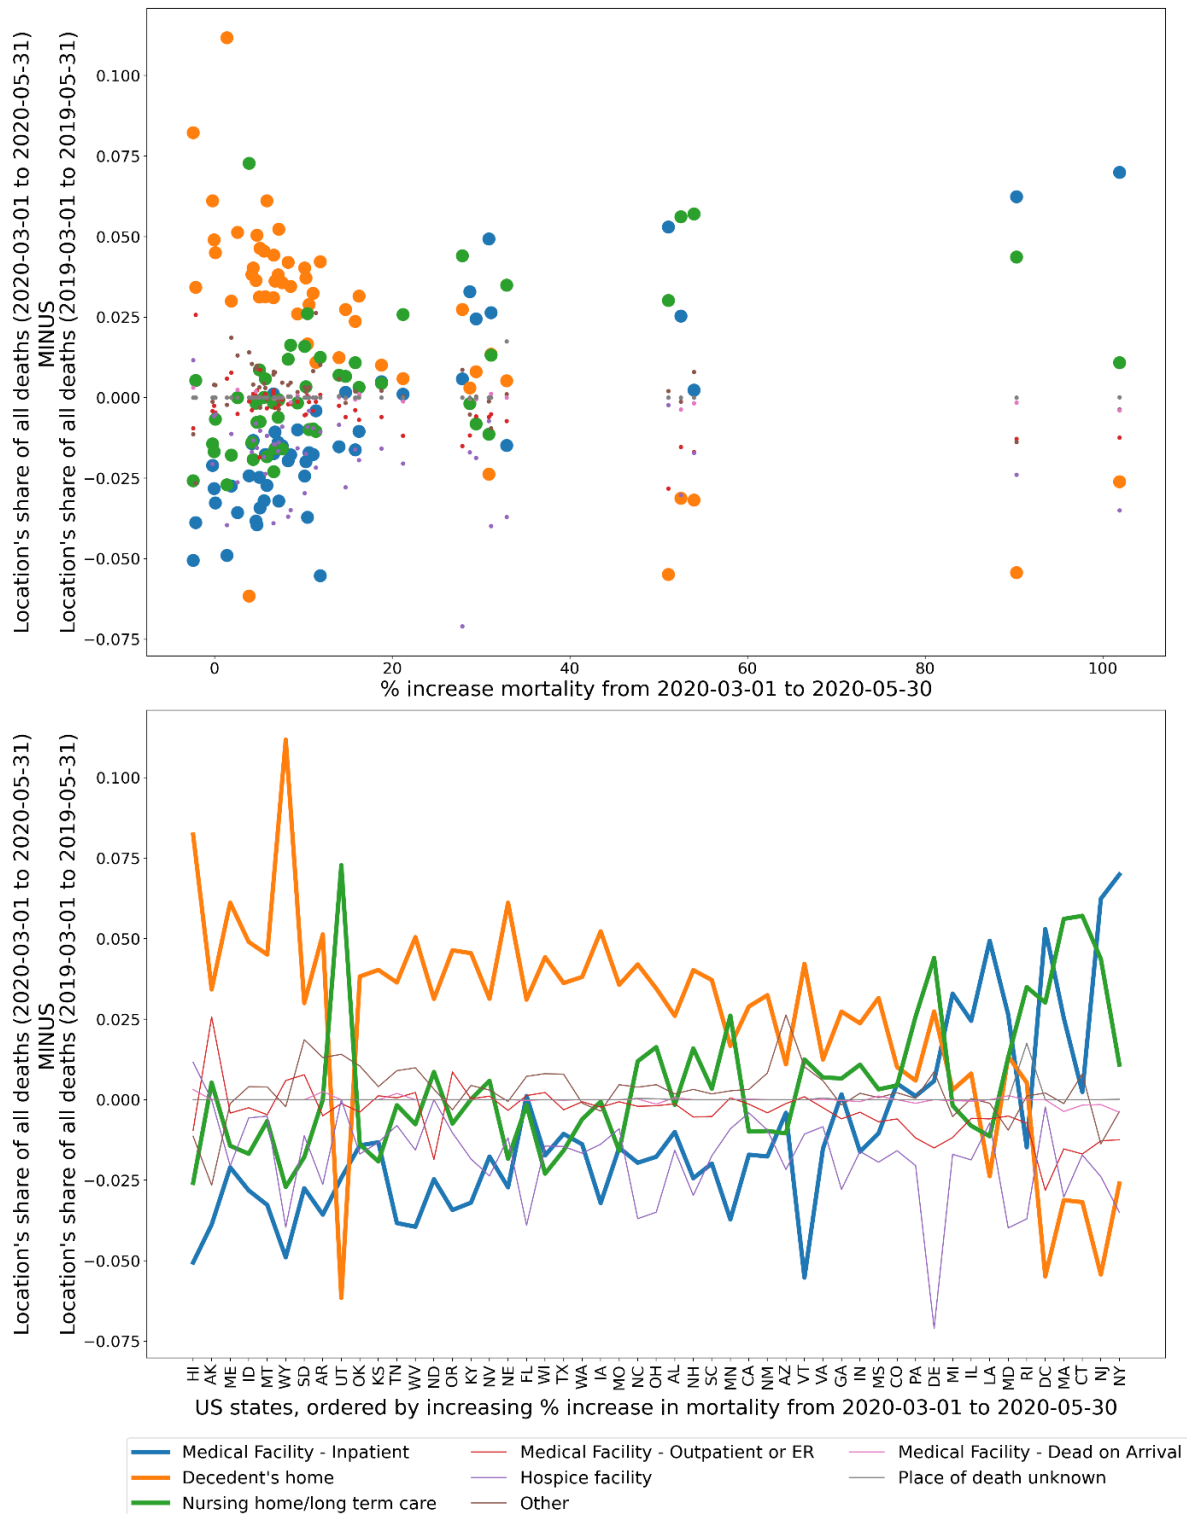 Location's share of all deaths (2020-03-01 to 2020-05-31)
MINUS
Location's share of all deaths (2019-03-01 to 2019-05-31)
0.100
0.075
0.050
0.025
0.000
−0.025
−0.050
−0.075
0
20
40
60
80
100
% increase mortality from 2020-03-01 to 2020-05-30
Location's share of all deaths (2020-03-01 to 2020-05-31)
MINUS
Location's share of all deaths (2019-03-01 to 2019-05-31)
0.100
0.075
0.050
0.025
0.000
−0.025
−0.050
−0.075
HI
AK
ME
ID
MT
WY
SD
AR
UT
OK
KS
TN
WV
ND
OR
KY
NV
NE
FL
WI
TX
WA
IA
MO
NC
OH
AL
NH
SC
MN
CA
NM
AZ
VT
VA
GA
IN
MS
CO
PA
DE
MI
IL
LA
MD
RI
DC
MA
CT
NJ
NY
US states, ordered by increasing % increase in mortality from 2020-03-01 to 2020-05-30
Medical Facility - Inpatient
Decedent's home
Nursing home/long term care
Medical Facility - Outpatient or ER
Hospice facility
Other
Medical Facility - Dead on Arrival
Place of death unknown